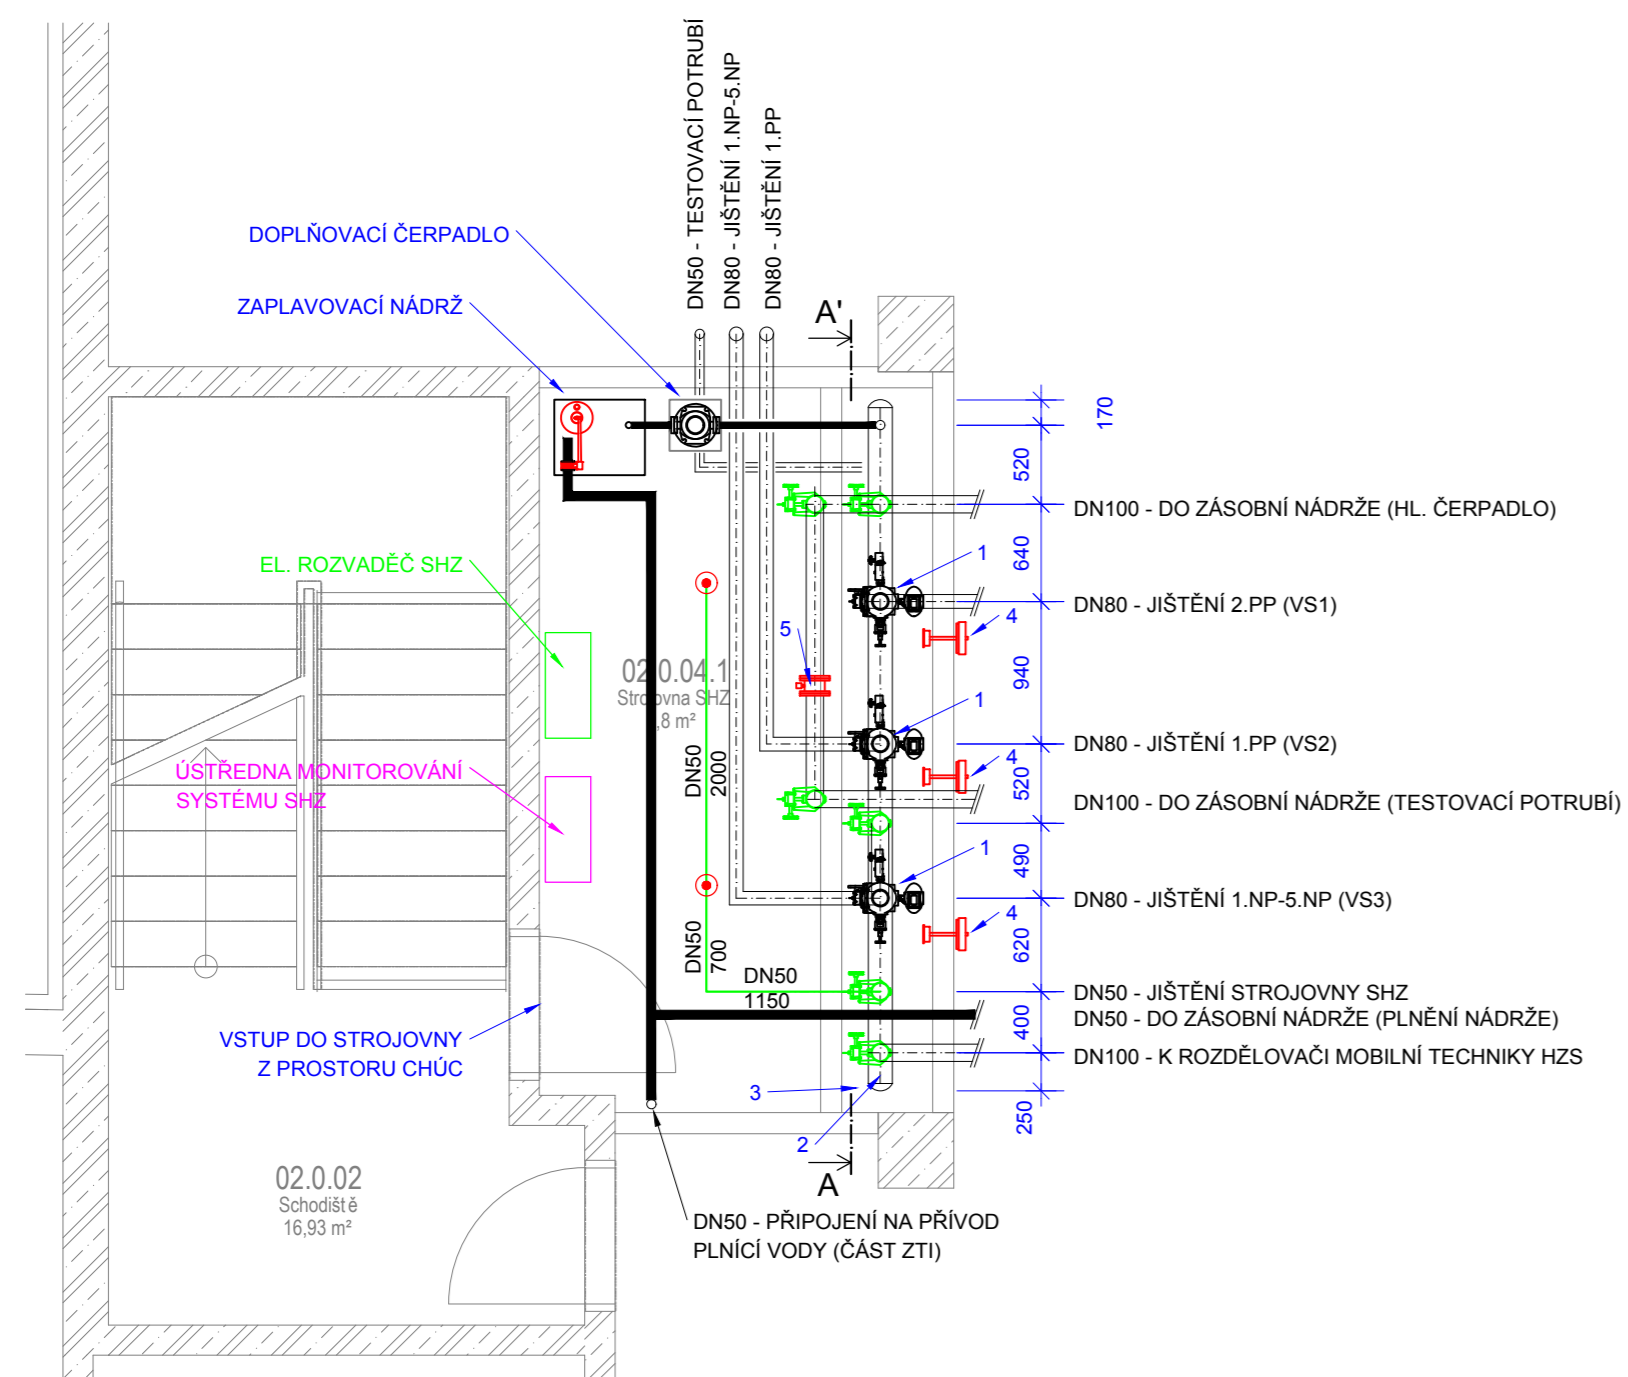 DN50 - TESTOVACÍ POTRUBÍ
DN80 - JIŠTĚNÍ 1.NP-5.NP
DN80 - JIŠTĚNÍ 1.PP
DOPLŇOVACÍ ČERPADLO
ZAPLAVOVACÍ NÁDRŽ
A'
170
520
DN100 - DO ZÁSOBNÍ NÁDRŽE (HL. ČERPADLO)
EL. ROZVADĚČ SHZ
1
640
DN80 - JIŠTĚNÍ 2.PP (VS1)
4
5
02.0.04.1
Strojovna SHZ
,8 m²
940
1
DN80 - JIŠTĚNÍ 1.PP (VS2)
4
ÚSTŘEDNA MONITOROVÁNÍ
SYSTÉMU SHZ
DN50
2000
520
DN100 - DO ZÁSOBNÍ NÁDRŽE (TESTOVACÍ POTRUBÍ)
1
490
DN80 - JIŠTĚNÍ 1.NP-5.NP (VS3)
4
DN50
700
620
DN50
1150
DN50 - JIŠTĚNÍ STROJOVNY SHZ
DN50 - DO ZÁSOBNÍ NÁDRŽE (PLNĚNÍ NÁDRŽE)
400
VSTUP DO STROJOVNY
Z PROSTORU CHÚC
DN100 - K ROZDĚLOVAČI MOBILNÍ TECHNIKY HZS
3
250
2
A
02.0.02
Schodiště
16,93 m²
DN50 - PŘIPOJENÍ NA PŘÍVOD
PLNÍCÍ VODY (ČÁST ZTI)